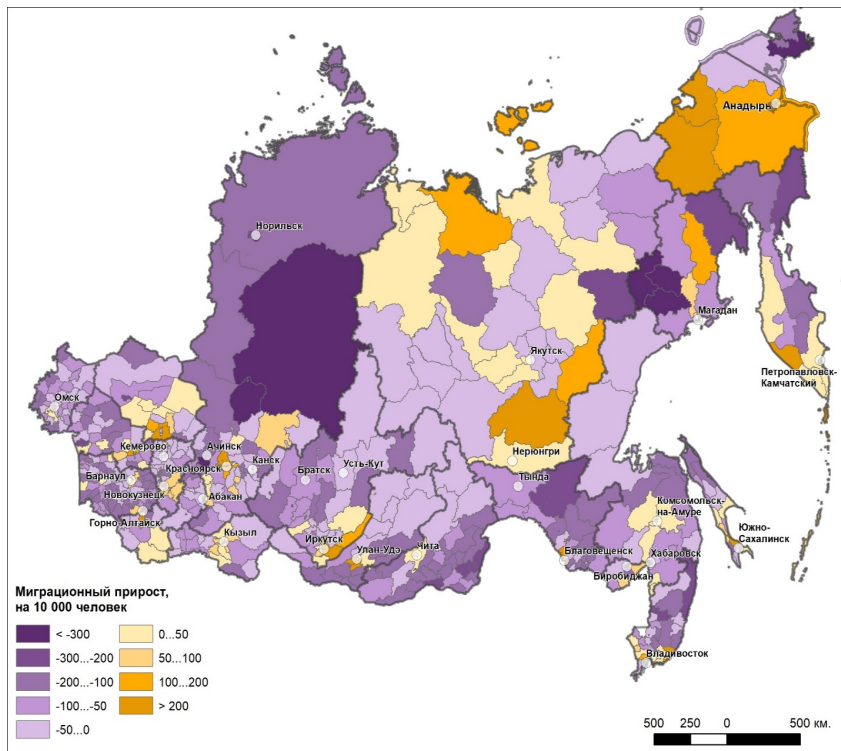 Анадырь
Норильск
Магадан
Якутск
Петропавловск-
Камчатский
Омск
Нерюнгри
Кемерово
Ачинск
Канск
Братск
Усть-Кут
Тында
Барнаул
Красноярск
Новокузнецк
Абакан
Комсомольск-
на-Амуре
Горно-Алтайск
Кызыл
Иркутск
Улан-Удэ
Чита
Благовещенск
Хабаровск
Южно-
Сахалинск
Биробиджан
Владивосток
Миграционный прирост,
на 10 000 человек
< -300
0...50
-300...-200
50...100
-200...-100
100...200
-100...-50
> 200
-50...0
500 250 0 500 км.